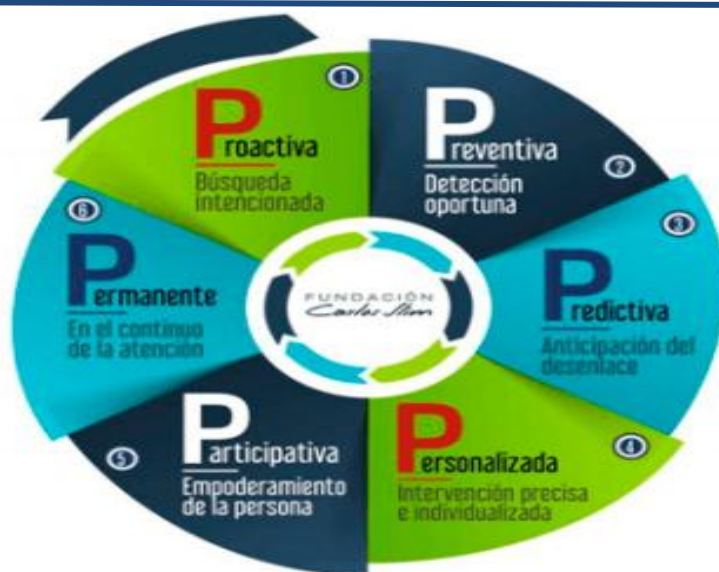 1
Proactiva
Búsqueda
intencionada
Preventiva
2
Detección
oportuna
3
Predictiva
Anticipación del
desenlace
4
Personalizada
Intervención precisa
e individualizada
5
Participativa
Empoderamiento
de la persona
6
Permanente
En el continuo
de la atención
FUNDACIÓN
Carlos Slim